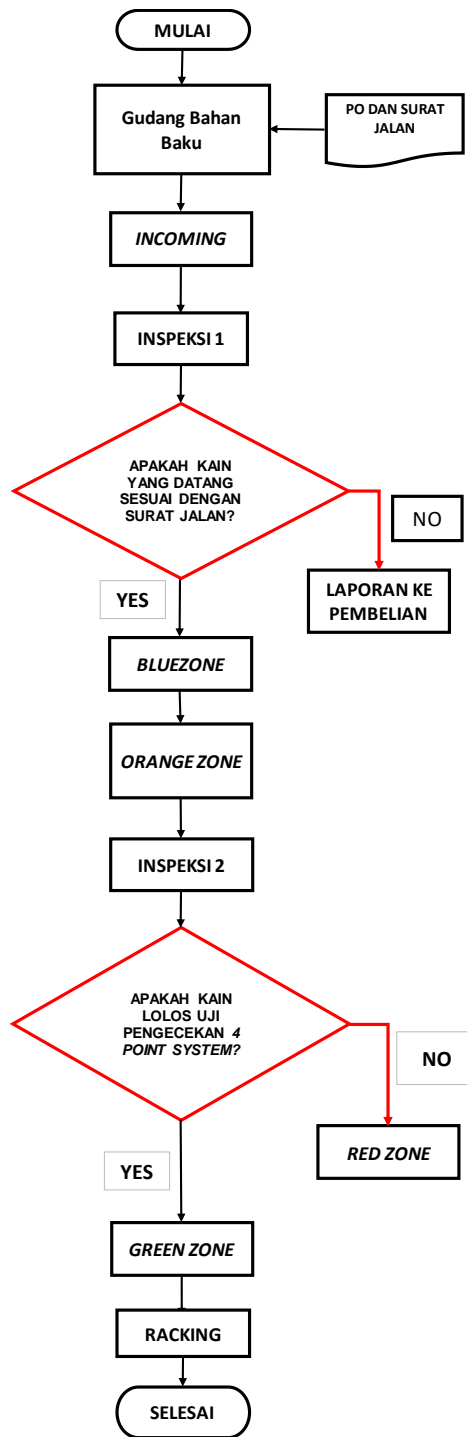 MULAI
Gudang Bahan
Baku
PO DAN SURAT
JALAN
INCOMING
INSPEKSI 1
APAKAH KAIN
YANG DATANG
SESUAI DENGAN
SURAT JALAN?
NO
YES
LAPORAN KE
PEMBELIAN
BLUEZONE
ORANGE ZONE
INSPEKSI 2
APAKAH KAIN
LOLOS UJI
PENGECEKAN 4
POINT SYSTEM?
NO
YES
RED ZONE
GREEN ZONE
RACKING
SELESAI